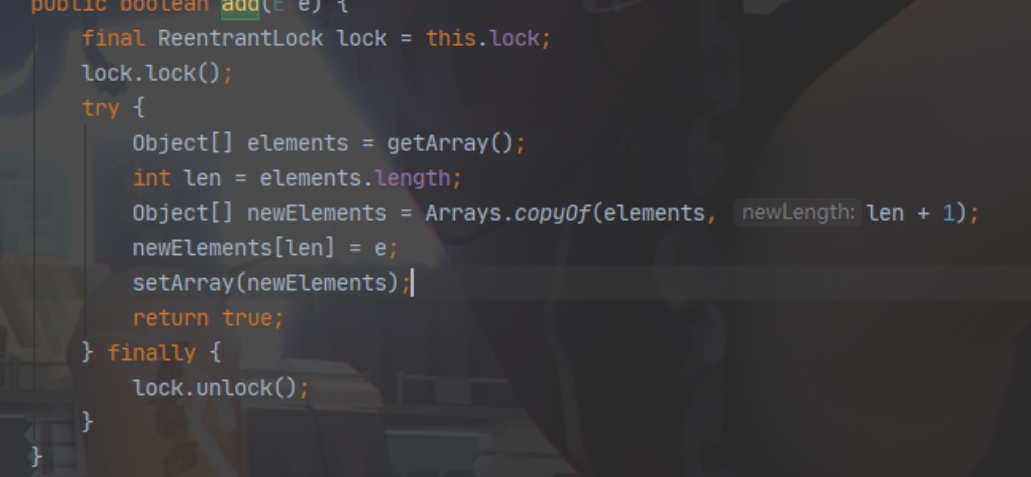 public boolean add(E e) {
final ReentrantLock lock = this.lock;
lock.lock();
try {
Object[] elements = getArray();
int len = elements.length;
Object[] newElements = Arrays.copyOf(elements, newLength: len + 1);
newElements[len] = e;
setArray(newElements);
return true;
} finally {
lock.unlock();
}
}